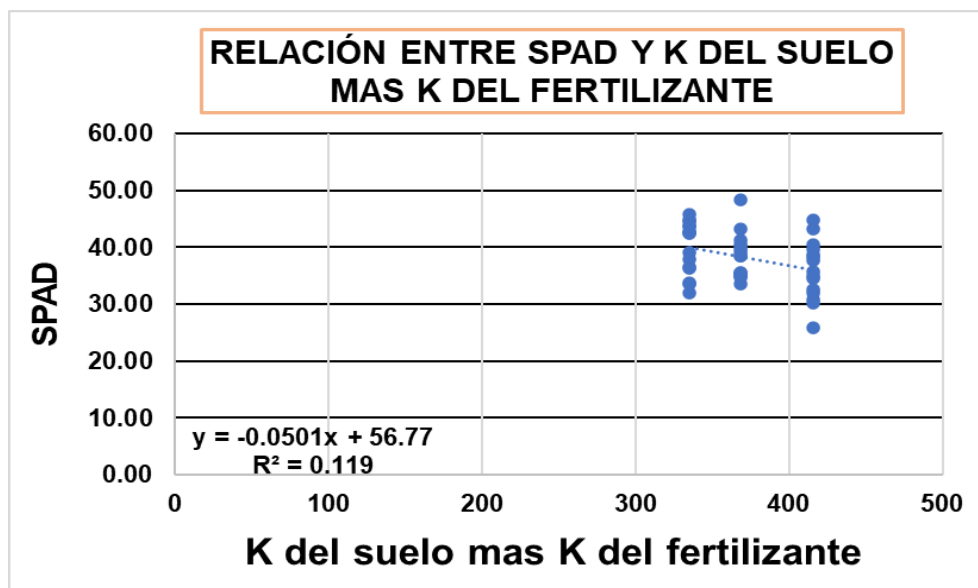 RELACIÓN ENTRE SPAD Y K DEL SUELO
MAS K DEL FERTILIZANTE
60.00
50.00
40.00
30.00
20.00
10.00
0.00
SPAD
y = -0.0501x + 56.77
R² = 0.119
0 100 200 300 400 500
K del suelo mas K del fertilizante